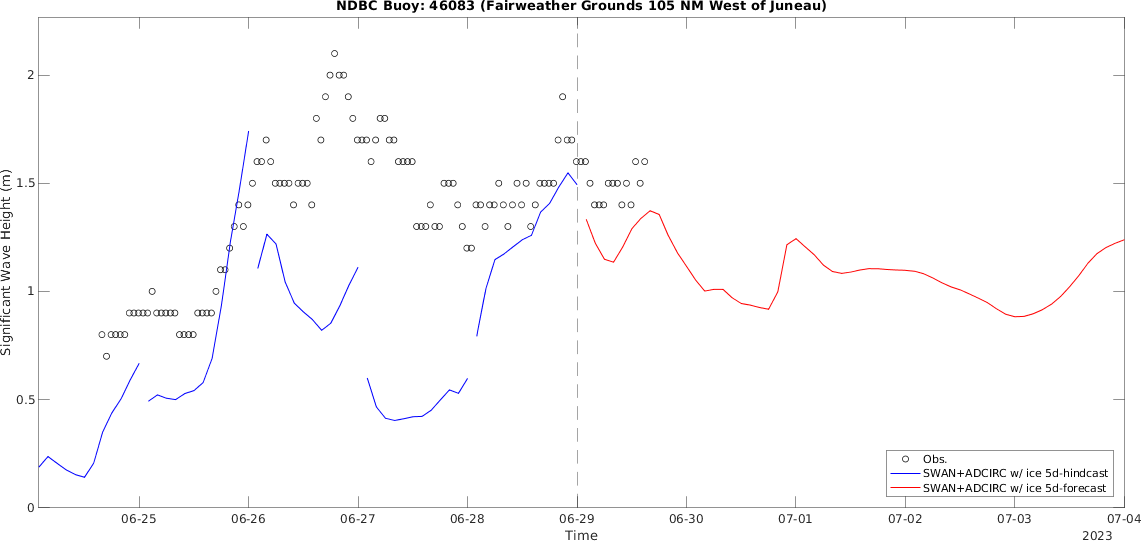 NDBC Buoy: 46083 (Fairweather Grounds 105 NM West of Juneau)
Significant Wave Height (m)
2
1.5
1
0.5
0
Obs.
SWAN+ADCIRC w/ ice 5d-hindcast
SWAN+ADCIRC w/ ice 5d-forecast
06-25 06-26 06-27 06-28 06-29 06-30 07-01 07-02 07-03 07-04
Time
2023